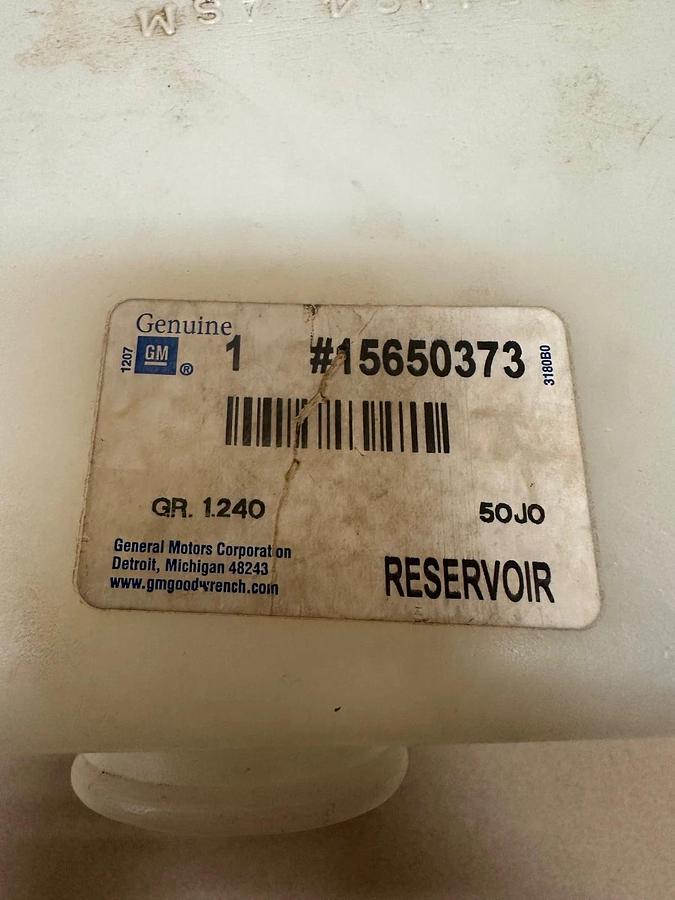 Genuine
1207 GM ® 1 #15650373 3180B0
GR. 1.240 50JO
General Motors Corporation
Detroit, Michigan 48243
www.gmgoodwrench.com
RESERVOIR